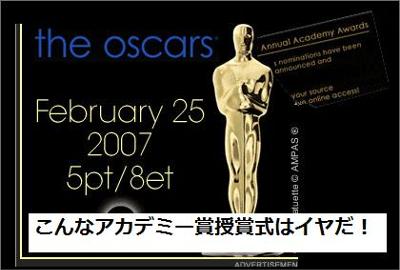 the oscars®
Annual Academy Awards
nominations have been
announced and
your source
online access!
February 25
2007
5pt/8et
statuette © AMPAS ®
こんなアカデミー賞授賞式はイヤだ！
ADVERTISEMEN